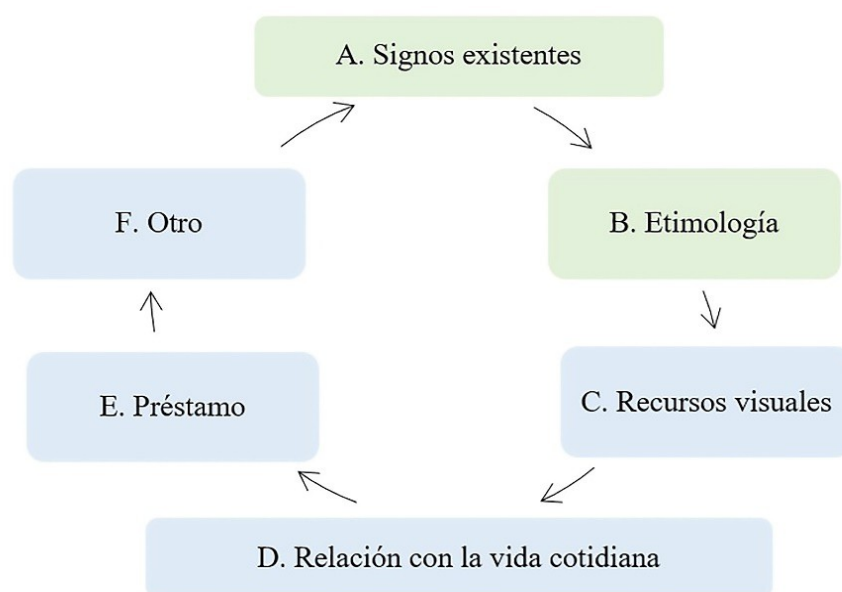 A. Signos existentes
B. Etimología
C. Recursos visuales
D. Relación con la vida cotidiana
E. Préstamo
F. Otro